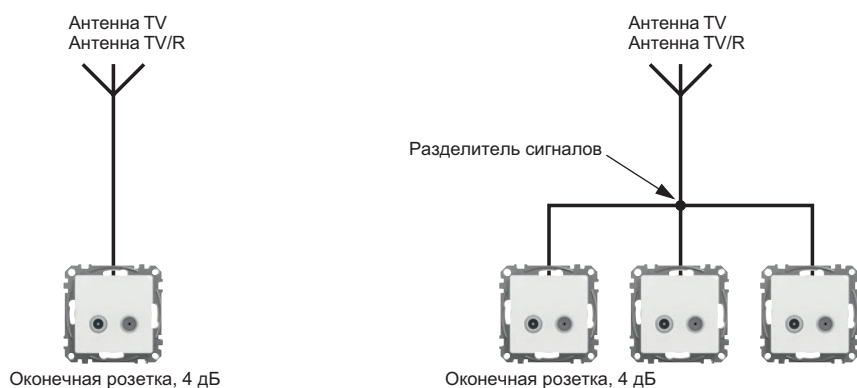 Антенна TV
Антенна TV/R
Оконечная розетка, 4 дБ
Антенна TV
Антенна TV/R
Разделитель сигналов
Оконечная розетка, 4 дБ